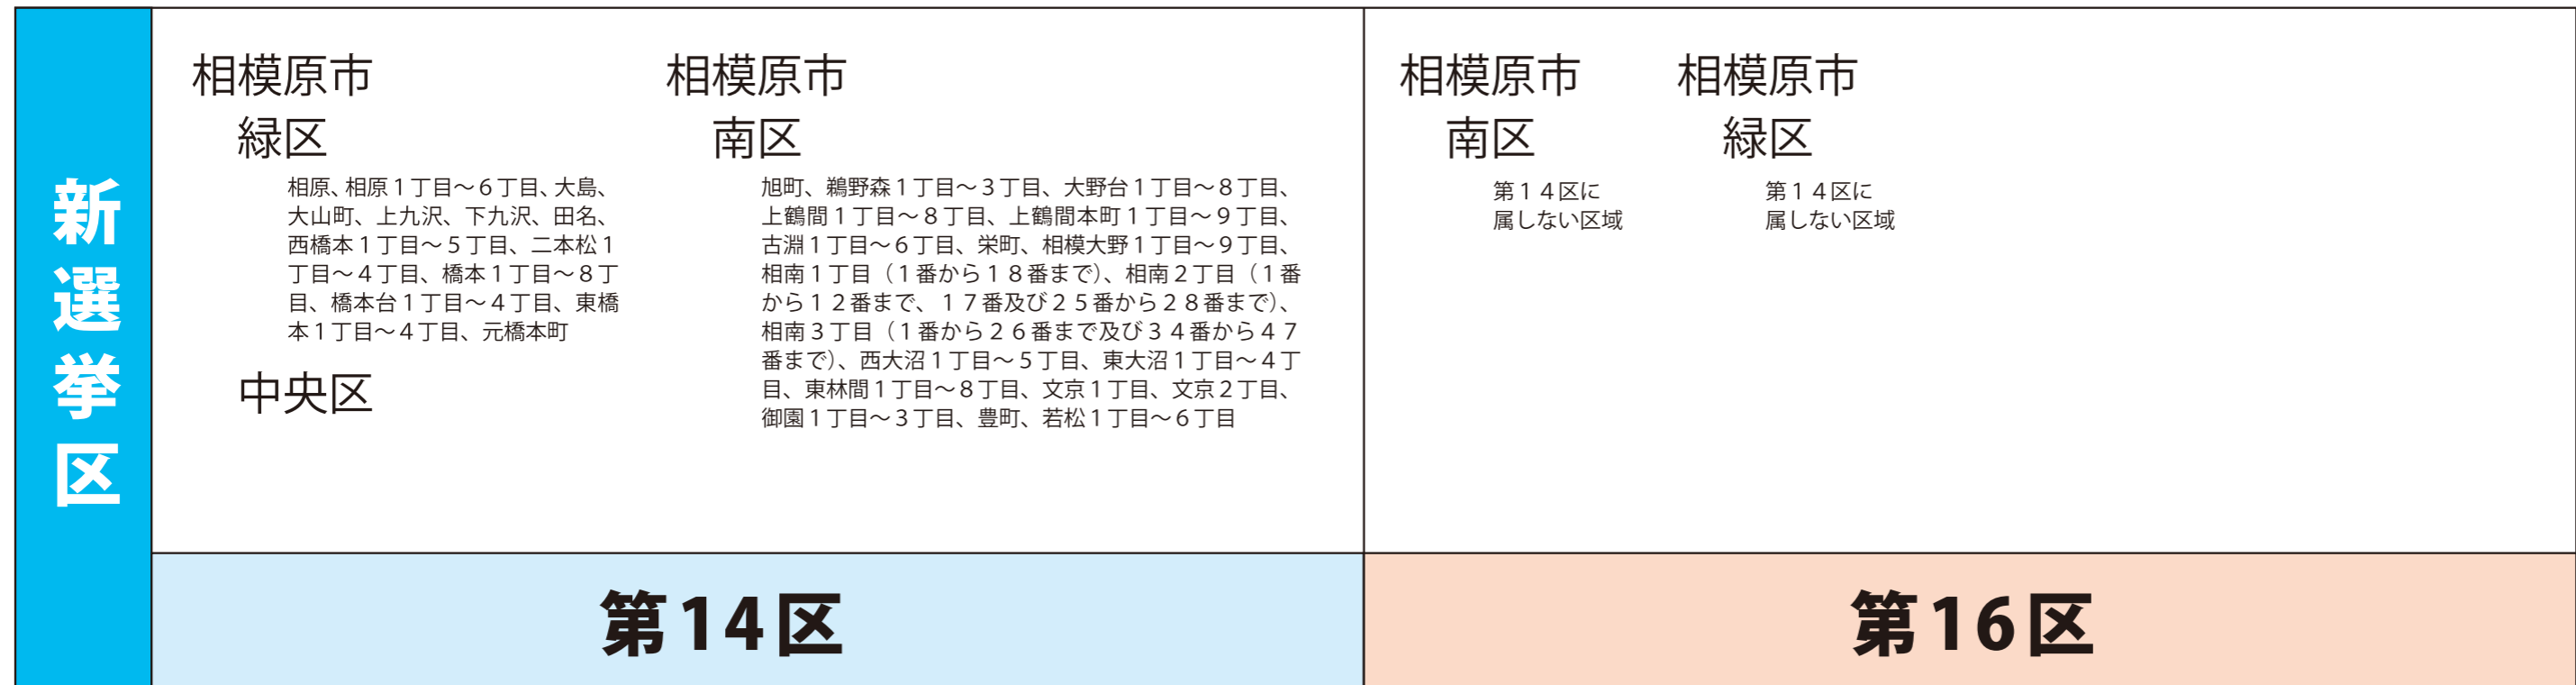 新選挙区
相模原市
緑区
相原、相原１丁目～６丁目、大島、
大山町、上九沢、下九沢、田名、
西橋本１丁目～５丁目、二本松１
丁目～４丁目、橋本１丁目～８丁
目、橋本台１丁目～４丁目、東橋
本１丁目～４丁目、元橋本町
中央区
相模原市
南区
旭町、鵜野森１丁目～３丁目、大野台１丁目～８丁目、
上鶴間１丁目～８丁目、上鶴間本町１丁目～９丁目、
古淵１丁目～６丁目、栄町、相模大野１丁目～９丁目、
相南１丁目（１番から１８番まで）、相南２丁目（１番
から１２番まで、１７番及び２５番から２８番まで）、
相南３丁目（１番から２６番まで及び３４番から４７
番まで）、西大沼１丁目～５丁目、東大沼１丁目～４丁
目、東林間１丁目～８丁目、文京１丁目、文京２丁目、
御園１丁目～３丁目、豊町、若松１丁目～６丁目
第14区
相模原市
南区
第１４区に
属しない区域
相模原市
緑区
第１４区に
属しない区域
第16区